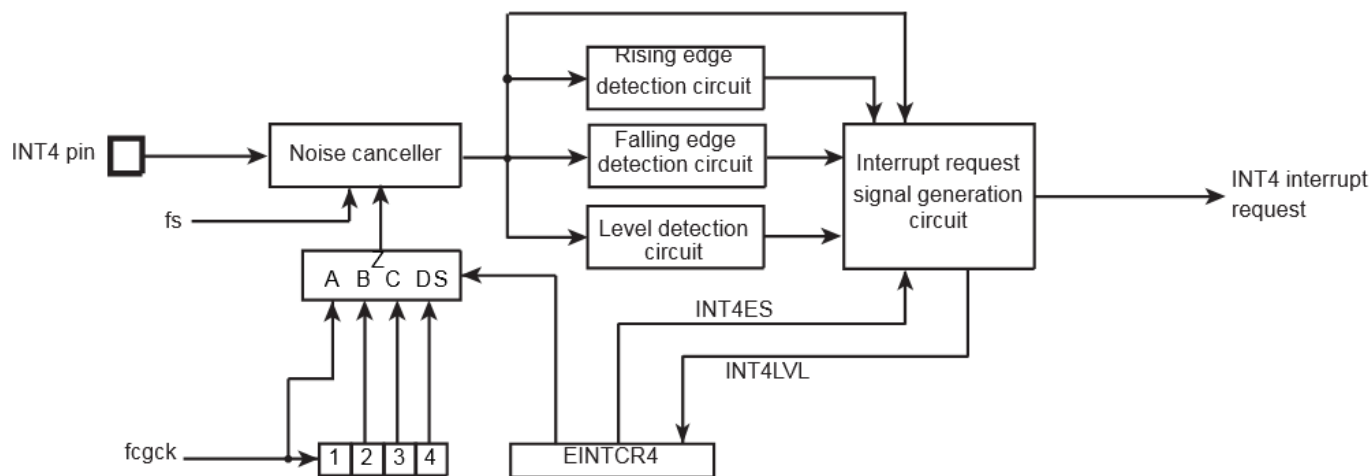 Rising edge
detection circuit
INT4 pin
Noise canceller
Falling edge
detection circuit
Interrupt request
signal generation
circuit
INT4 interrupt
request
fs
Level detection
circuit
Z
A B C D S
INT4ES
INT4LVL
fcgck
1 2 3 4
EINTCR4